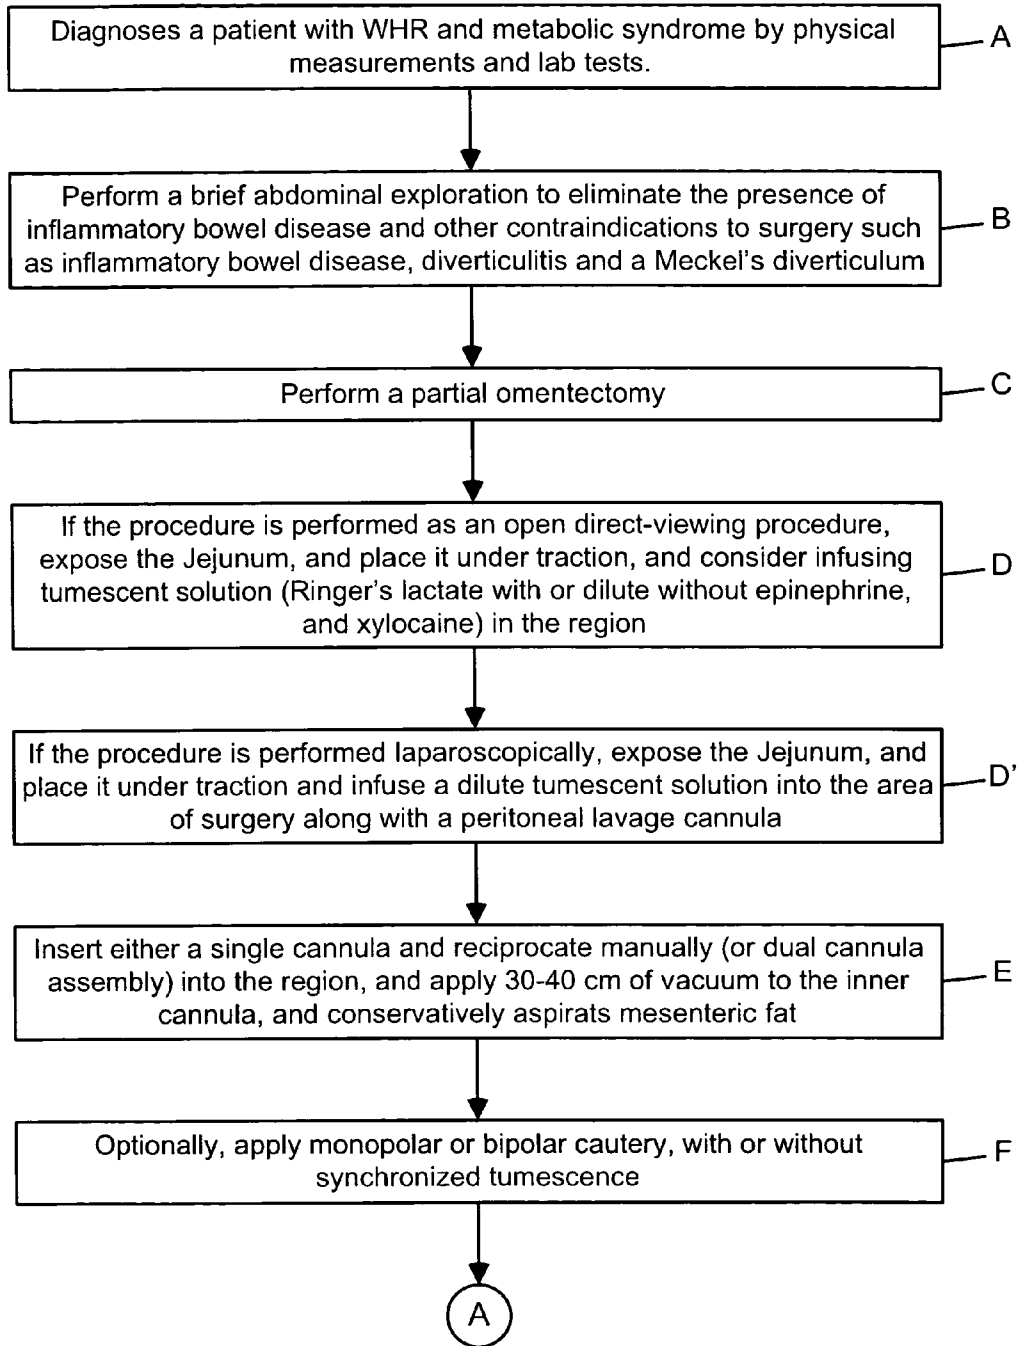 Diagnoses a patient with WHR and metabolic syndrome by physical
measurements and lab tests.
A
Perform a brief abdominal exploration to eliminate the presence of
inflammatory bowel disease and other contraindications to surgery such
as inflammatory bowel disease, diverticulitis and a Meckel's diverticulum
B
Perform a partial omentectomy
C
If the procedure is performed as an open direct-viewing procedure,
expose the Jejunum, and place it under traction, and consider infusing
tumescent solution (Ringer's lactate with or dilute without epinephrine,
and xylocaine) in the region
D
If the procedure is performed laparoscopically, expose the Jejunum, and
place it under traction and infuse a dilute tumescent solution into the area
of surgery along with a peritoneal lavage cannula
D'
Insert either a single cannula and reciprocate manually (or dual cannula
assembly) into the region, and apply 30-40 cm of vacuum to the inner
cannula, and conservatively aspirats mesenteric fat
E
Optionally, apply monopolar or bipolar cautery, with or without
synchronized tumescence
F
A